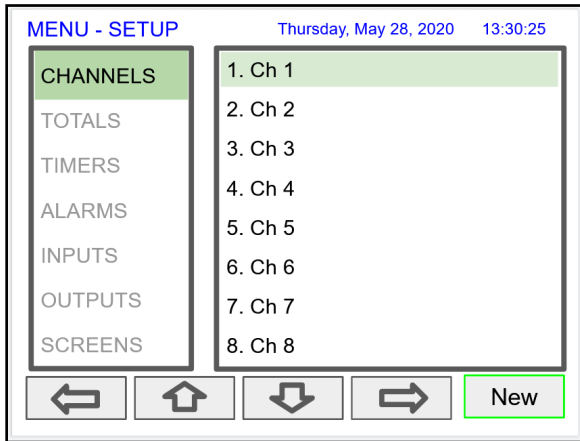 MENU - SETUP Thursday, May 28, 2020 13:30:25
CHANNELS
TOTALS
TIMERS
ALARMS
INPUTS
OUTPUTS
SCREENS
1. Ch 1
2. Ch 2
3. Ch 3
4. Ch 4
5. Ch 5
6. Ch 6
7. Ch 7
8. Ch 8
New